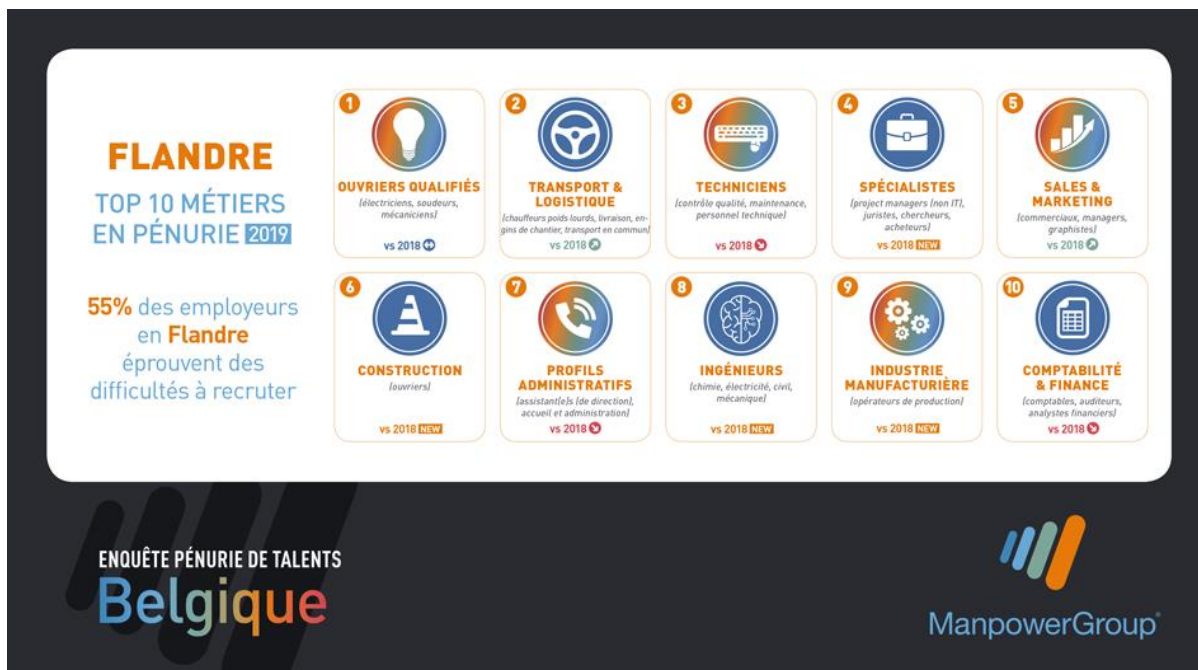 FLANDRE
TOP 10 MÉTIERS
EN PÉNURIE 2019
55% des employeurs
en Flandre
éprouvent des
difficultés à recruter
1
OUVRIERS QUALIFIÉS
(électriciens, soudeurs,
mécaniciens)
vs 2018
2
TRANSPORT &
LOGISTIQUE
(chauffeurs poids lourds, livraison, en-
gins de chantier, transport en commun)
vs 2018
3
TECHNICIENS
(contrôle qualité, maintenance,
personnel technique)
vs 2018
4
SPÉCIALISTES
(project managers (non IT),
juristes, chercheurs,
acheteurs)
vs 2018 NEW
5
SALES &
MARKETING
(commerciaux, managers,
graphistes)
vs 2018
6
CONSTRUCTION
(ouvriers)
vs 2018 NEW
7
PROFILS
ADMINISTRATIFS
(assistant(e)s (de direction),
accueil et administration)
vs 2018
8
INGÉNIEURS
(chimie, électricité, civil,
mécanique)
vs 2018 NEW
9
INDUSTRIE
MANUFACTURIÈRE
(opérateurs de production)
vs 2018 NEW
10
COMPTABILITÉ
& FINANCE
(comptables, auditeurs,
analystes financiers)
vs 2018
ENQUÊTE PÉNURIE DE TALENTS
Belgique
ManpowerGroup®